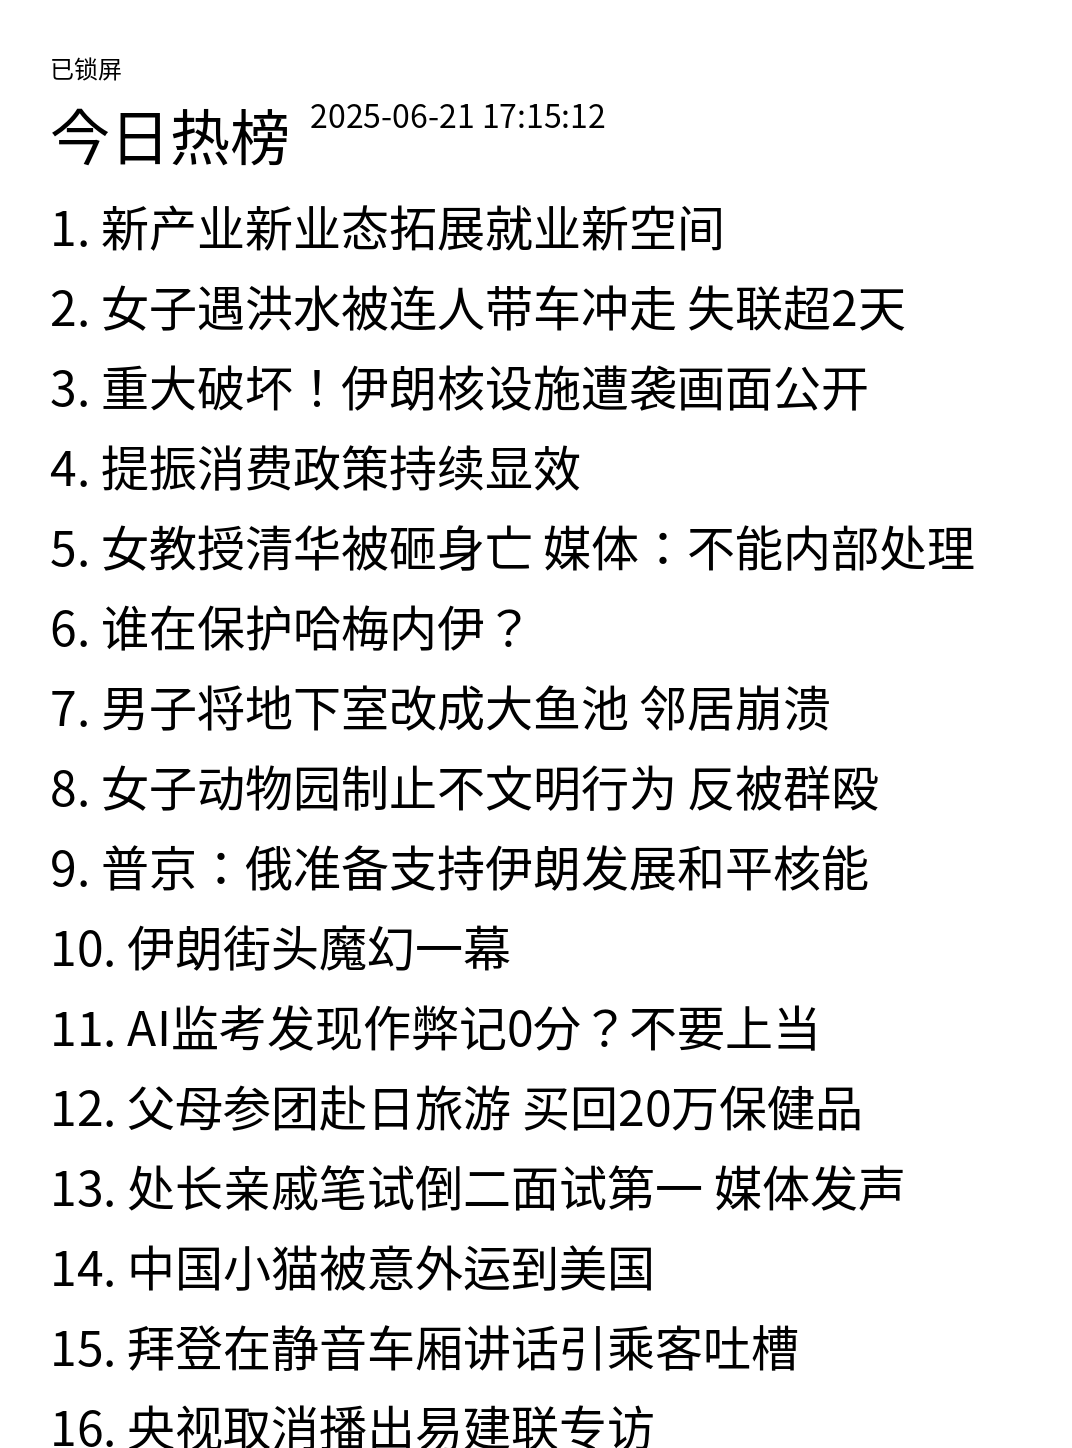 已锁屏
今日热榜 2025-06-21 17:15:12
1. 新产业新业态拓展就业新空间
2. 女子遇洪水被连人带车冲走 失联超2天
3. 重大破坏！伊朗核设施遭袭画面公开
4. 提振消费政策持续显效
5. 女教授清华被砸身亡 媒体：不能内部处理
6. 谁在保护哈梅内伊？
7. 男子将地下室改成大鱼池 邻居崩溃
8. 女子动物园制止不文明行为 反被群殴
9. 普京：俄准备支持伊朗发展和平核能
10. 伊朗街头魔幻一幕
11. AI监考发现作弊记0分？不要上当
12. 父母参团赴日旅游 买回20万保健品
13. 处长亲戚笔试倒二面试第一 媒体发声
14. 中国小猫被意外运到美国
15. 拜登在静音车厢讲话引乘客吐槽
16. 央视取消播出易建联专访